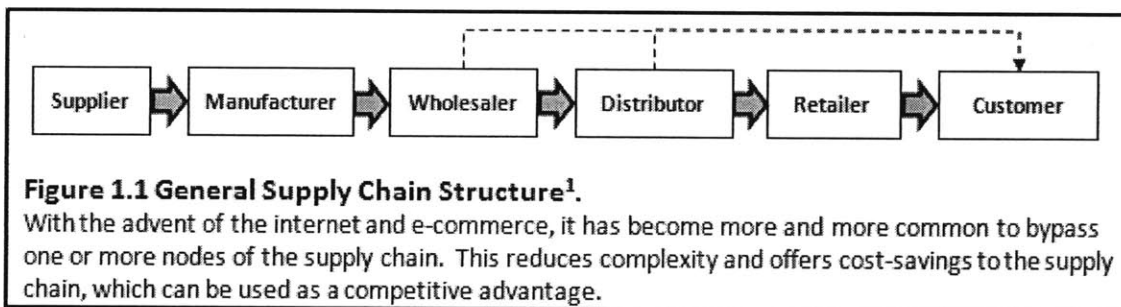 Supplier Manufacturer Wholesaler Distributor Retailer Customer
Figure 1.1 General Supply Chain Structure¹.
With the advent of the internet and e-commerce, it has become more and more common to bypass
one or more nodes of the supply chain. This reduces complexity and offers cost-savings to the supply
chain, which can be used as a competitive advantage.